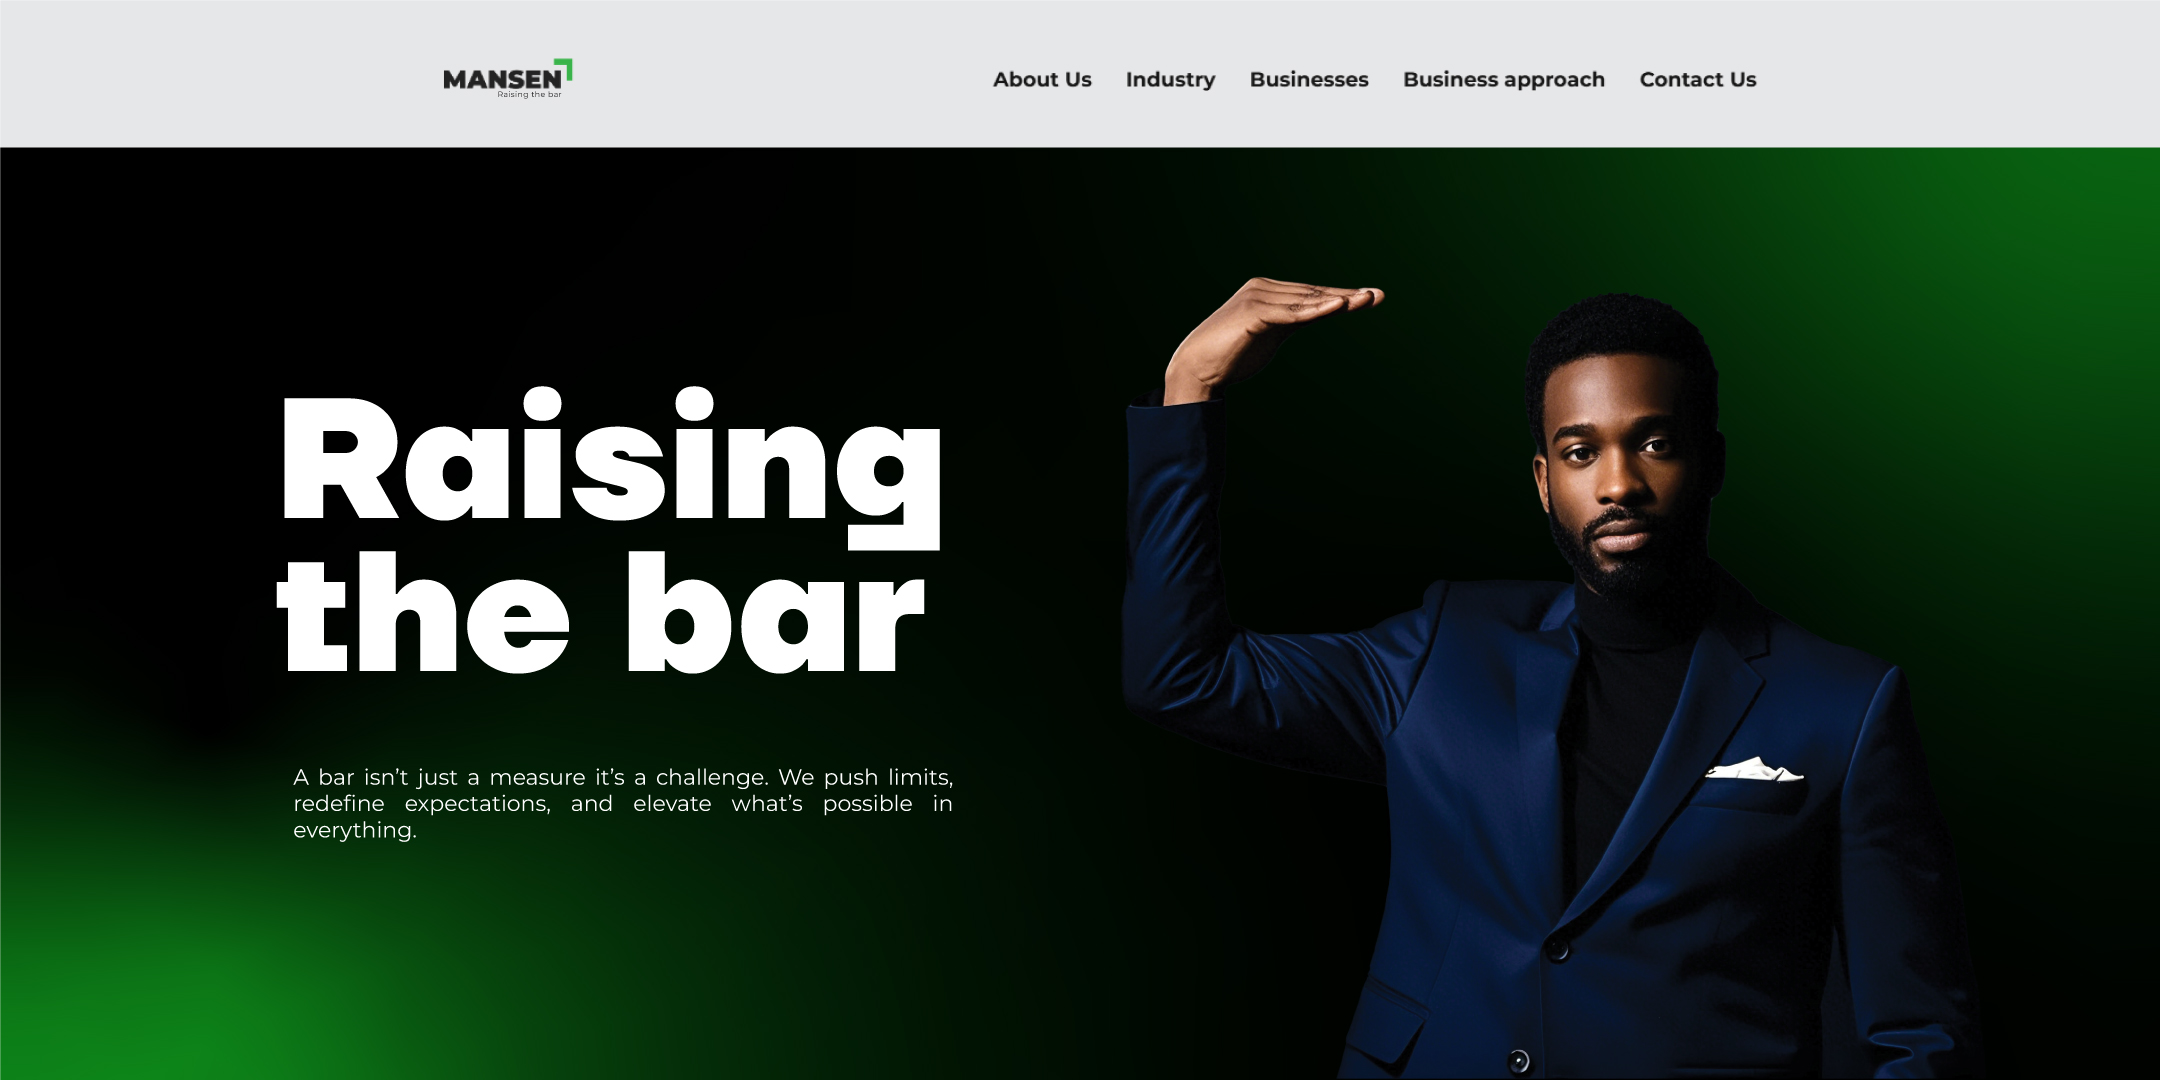 MANSEN
Raising the bar
About Us Industry Businesses Business approach Contact Us
Raising
the bar
A bar isn’t just a measure it’s a challenge. We push limits,
redefine expectations, and elevate what’s possible in
everything.